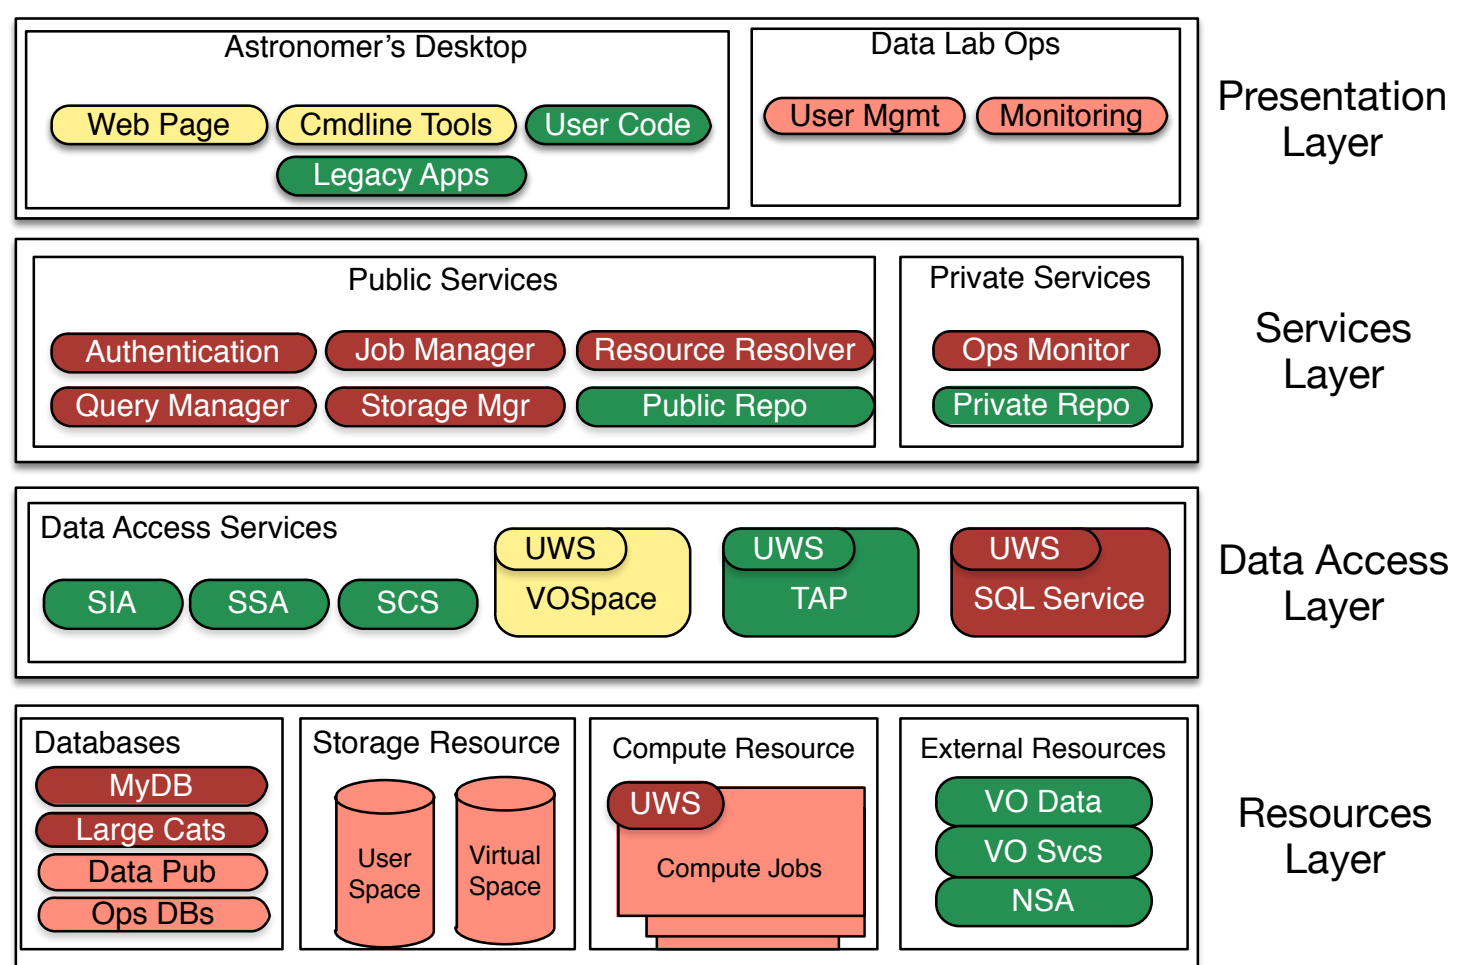 Astronomer's Desktop
Web Page
Cmdline Tools
User Code
Legacy Apps
Data Lab Ops
User Mgmt
Monitoring
Presentation
Layer
Public Services
Authentication
Job Manager
Resource Resolver
Query Manager
Storage Mgr
Public Repo
Private Services
Ops Monitor
Private Repo
Services
Layer
Data Access Services
SIA
SSA
SCS
UWS
VOSpace
UWS
TAP
UWS
SQL Service
Data Access
Layer
Databases
MyDB
Large Cats
Data Pub
Ops DBs
Storage Resource
User
Space
Virtual
Space
Compute Resource
UWS
Compute Jobs
External Resources
VO Data
VO Svcs
NSA
Resources
Layer